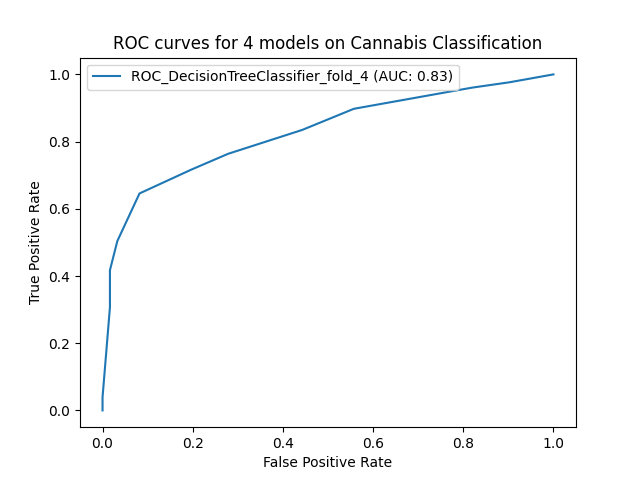 ROC curves for 4 models on Cannabis Classification
ROC_DecisionTreeClassifier_fold_4 (AUC: 0.83)
1.0
0.8
0.6
0.4
0.2
0.0
True Positive Rate
0.0 0.2 0.4 0.6 0.8 1.0
False Positive Rate